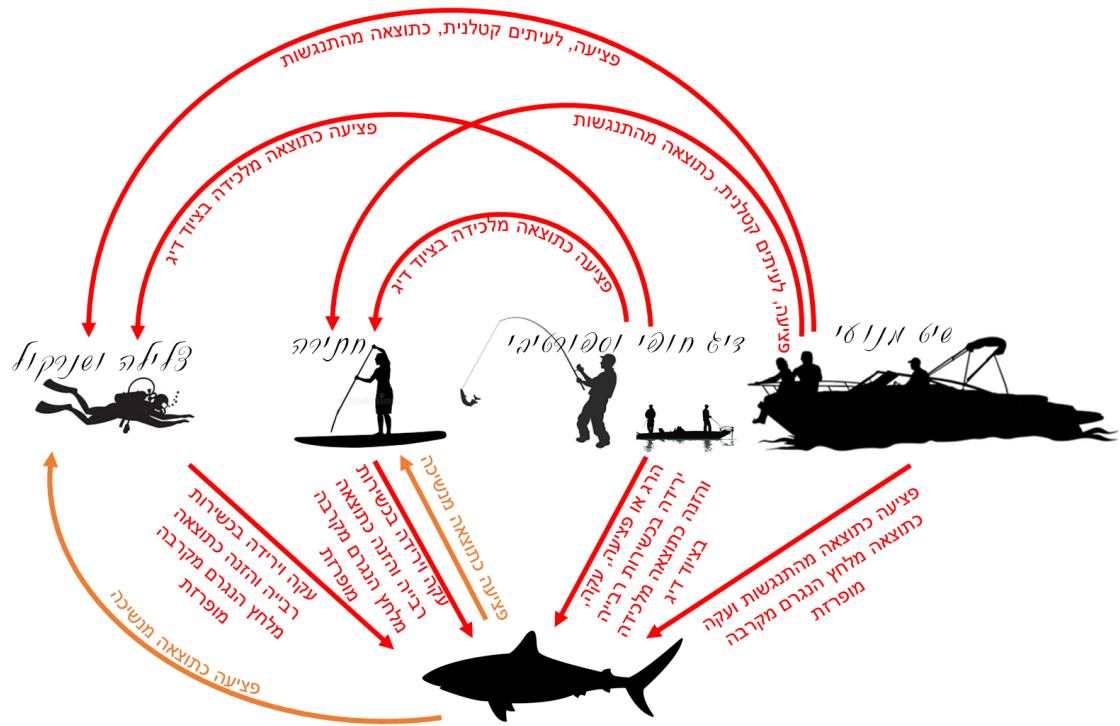 פציעה, לעיתים קטלנית, כתוצאה מהתנגשות
פציעה, לעיתים קטלנית, כתוצאה מהתנגשות
פציעה כתוצאה מלכידה בציוד דיג
פציעה כתוצאה מלכידה בציוד דיג
שיט מנועי
דיג חופי וספורטיבי
חתירה
צלילה ושנרקול
פציעה כתוצאה מהתנגשות ועקה
כתוצאה מלחץ הנגרם מקרבה
מופרזת
הרג או פציעה, עקה,
ירידה בכשירות רבייה
והזנה כתוצאה מלכידה
בציוד דיג
פציעה כתוצאה מנשיכה
עקה וירידה בכשירות
רבייה והזנה כתוצאה
מלחץ הנגרם מקרבה
מופרזת
עקה וירידה בכשירות
רבייה והזנה כתוצאה
מלחץ הנגרם מקרבה
מופרזת
פציעה כתוצאה מנשיכה